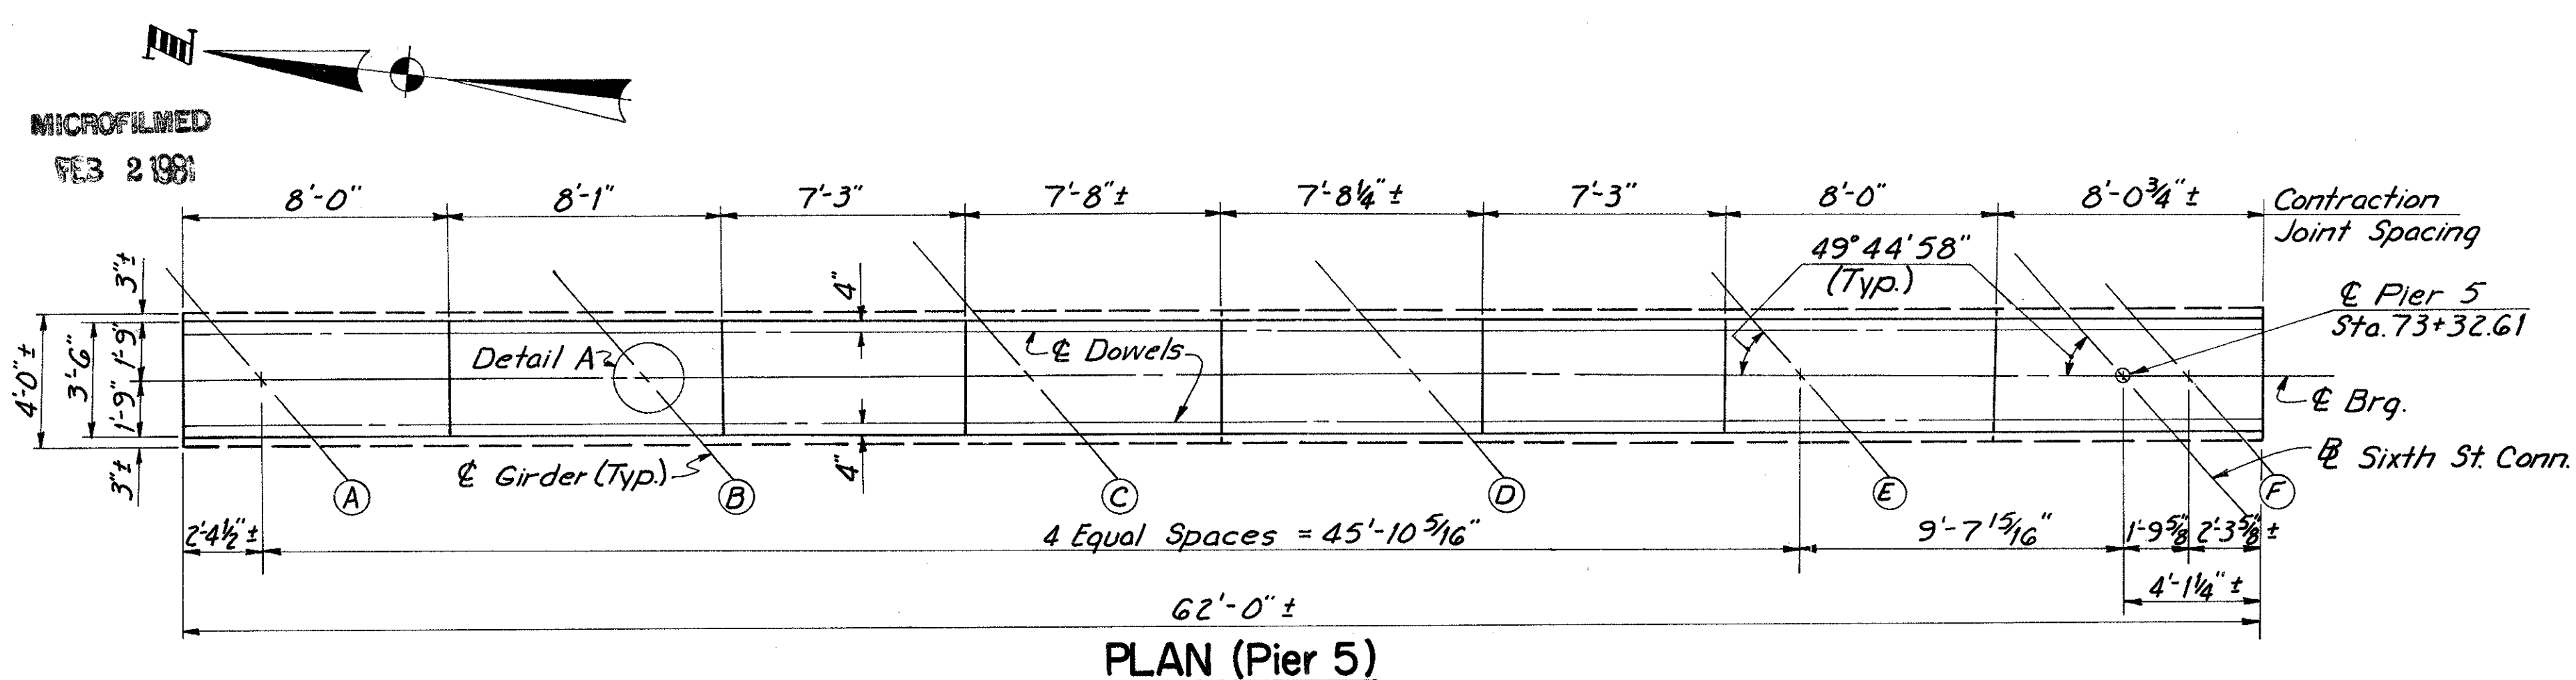 MICROFILMED
FEB 2 1981
8'-0" 8'-1" 7'-3" 7'-8"± 7'-8¼"± 7'-3" 8'-0" 8'-0¾"±
Contraction
Joint Spacing
49°44'58"
(Typ.)
℄ Pier 5
Sta. 73+32.61
3"±
4'-0"±
3'-6"
1'-9"
1'-9"
3"±
4"
4"
Detail A
℄ Dowels
℄ Brg.
℄ Girder (Typ.)
Sixth St. Conn.
A B C D E F
2'-4½"±
4 Equal Spaces = 45'-10 5/16"
9'-7 15/16"
1'-9 5/8"
2'-3 5/8"±
4'-1¼"±
62'-0"±
PLAN (Pier 5)